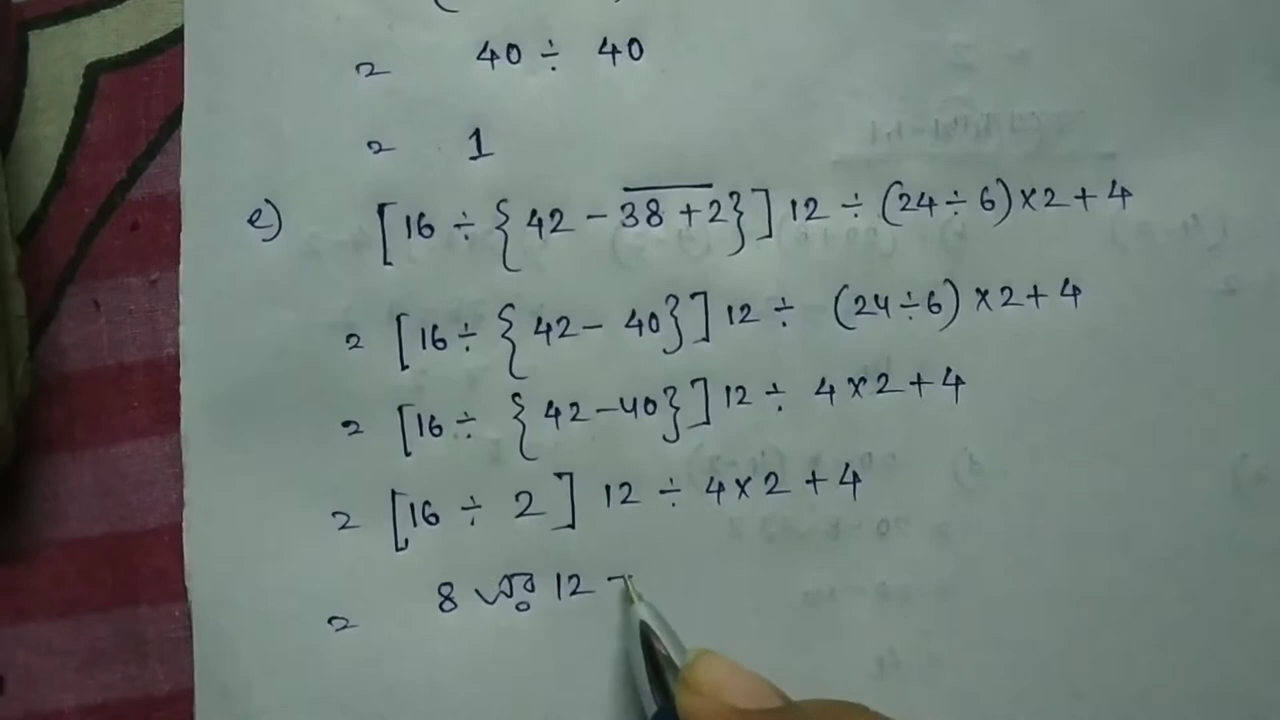 = 40 ÷ 40
= 1
e) [16 ÷ {42 - \overline{38 + 2}}] 12 ÷ (24 ÷ 6) × 2 + 4
= [16 ÷ {42 - 40}] 12 ÷ (24 ÷ 6) × 2 + 4
= [16 ÷ {42 - 40}] 12 ÷ 4 × 2 + 4
= [16 ÷ 2] 12 ÷ 4 × 2 + 4
= 8 এর 12 -